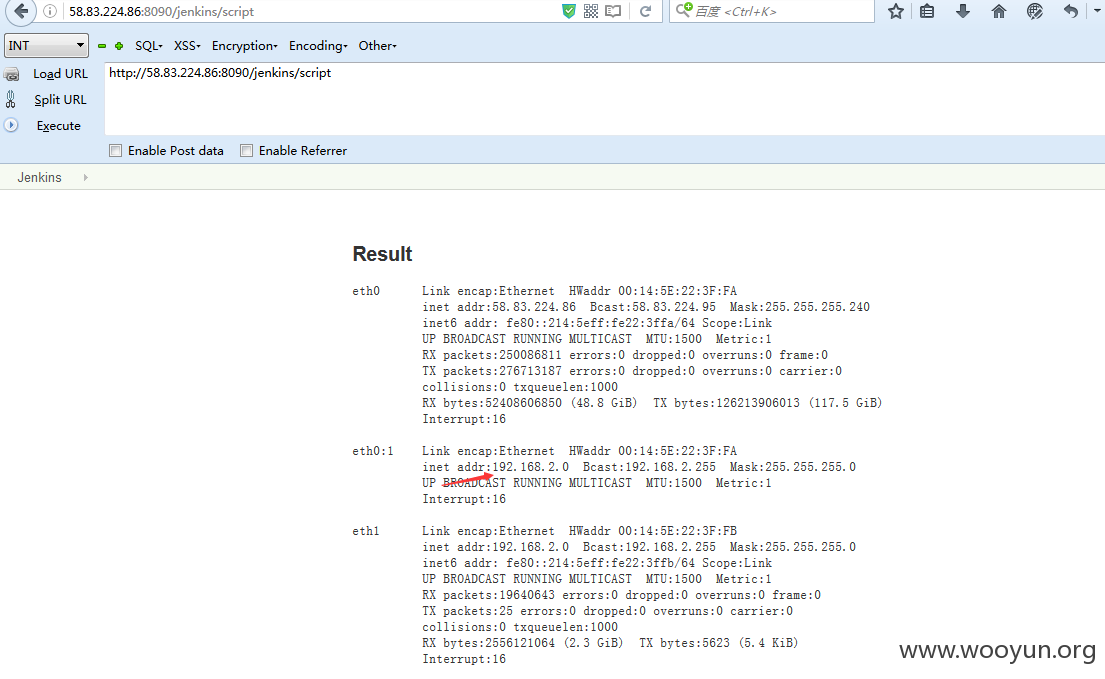 58.83.224.86:8090/jenkins/script
百度 <Ctrl+K>
INT SQL XSS Encryption Encoding Other
Load URL http://58.83.224.86:8090/jenkins/script
Split URL
Execute
Enable Post data Enable Referrer
Jenkins
Result
eth0 Link encap:Ethernet HWaddr 00:14:5E:22:3F:FA
inet addr:58.83.224.86 Bcast:58.83.224.95 Mask:255.255.255.240
inet6 addr: fe80::214:5eff:fe22:3ffa/64 Scope:Link
UP BROADCAST RUNNING MULTICAST MTU:1500 Metric:1
RX packets:250086811 errors:0 dropped:0 overruns:0 frame:0
TX packets:276713187 errors:0 dropped:0 overruns:0 carrier:0
collisions:0 txqueuelen:1000
RX bytes:52408606850 (48.8 GiB) TX bytes:126213906013 (117.5 GiB)
Interrupt:16
eth0:1 Link encap:Ethernet HWaddr 00:14:5E:22:3F:FA
inet addr:192.168.2.0 Bcast:192.168.2.255 Mask:255.255.255.0
UP BROADCAST RUNNING MULTICAST MTU:1500 Metric:1
Interrupt:16
eth1 Link encap:Ethernet HWaddr 00:14:5E:22:3F:FB
inet addr:192.168.2.0 Bcast:192.168.2.255 Mask:255.255.255.0
inet6 addr: fe80::214:5eff:fe22:3ffb/64 Scope:Link
UP BROADCAST RUNNING MULTICAST MTU:1500 Metric:1
RX packets:19640643 errors:0 dropped:0 overruns:0 frame:0
TX packets:25 errors:0 dropped:0 overruns:0 carrier:0
collisions:0 txqueuelen:1000
RX bytes:2556121064 (2.3 GiB) TX bytes:5623 (5.4 KiB)
Interrupt:16
www.wooyun.org